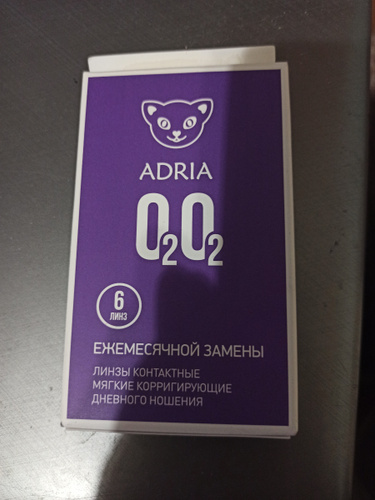 ADRIA
O2O2
6
ЛИНЗ
ЕЖЕМЕСЯЧНОЙ ЗАМЕНЫ
ЛИНЗЫ КОНТАКТНЫЕ
МЯГКИЕ КОРРИГИРУЮЩИЕ
ДНЕВНОГО НОШЕНИЯ